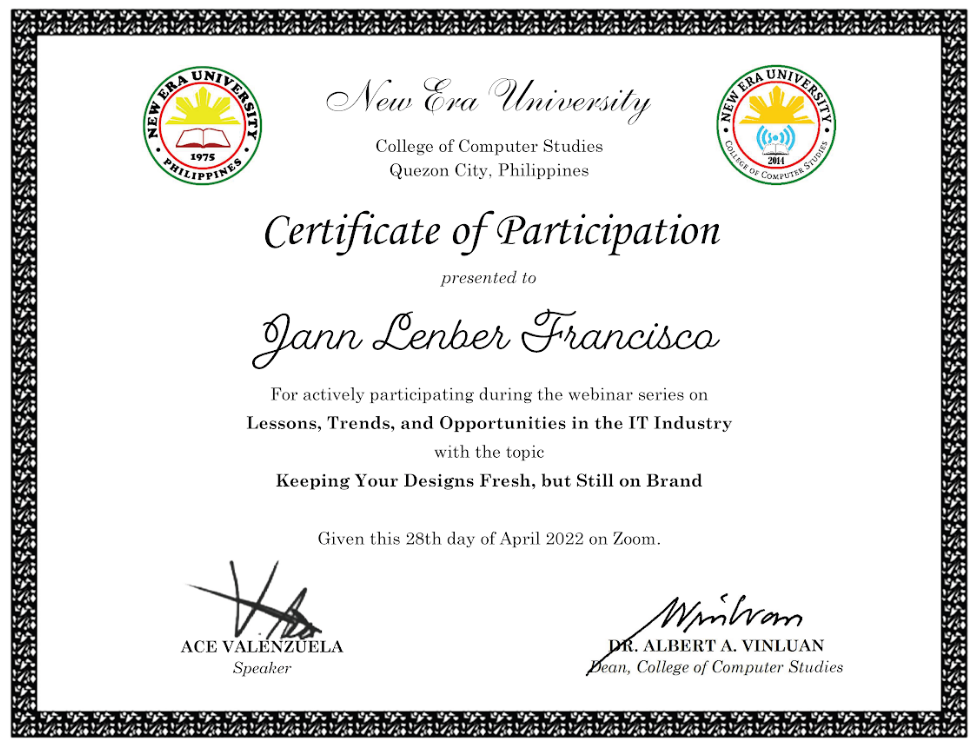 NEW ERA UNIVERSITY
1975
PHILIPPINES
New Era University
College of Computer Studies
Quezon City, Philippines
NEW ERA UNIVERSITY
2014
COLLEGE OF COMPUTER STUDIES
Certificate of Participation
presented to
Jann Lenber Francisco
For actively participating during the webinar series on
Lessons, Trends, and Opportunities in the IT Industry
with the topic
Keeping Your Designs Fresh, but Still on Brand
Given this 28th day of April 2022 on Zoom.
ACE VALENZUELA
Speaker
Vinluan
DR. ALBERT A. VINLUAN
Dean, College of Computer Studies